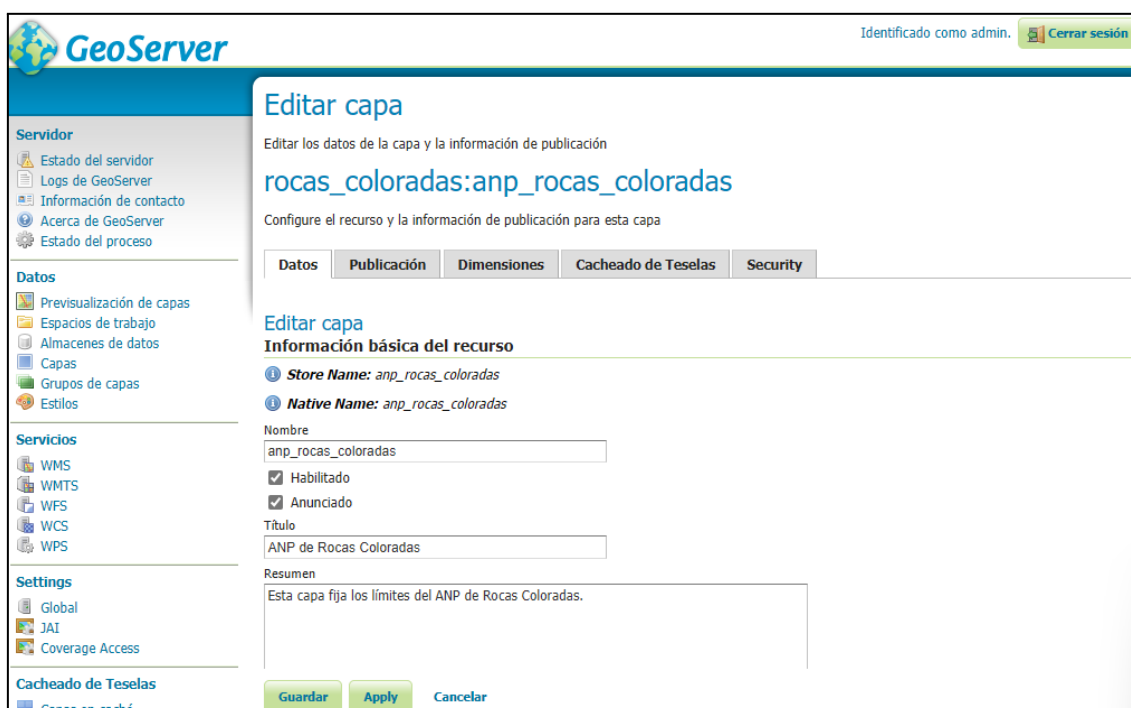 GeoServer
Identificado como admin.
Cerrar sesión
Servidor
Estado del servidor
Logs de GeoServer
Información de contacto
Acerca de GeoServer
Estado del proceso
Datos
Previsualización de capas
Espacios de trabajo
Almacenes de datos
Capas
Grupos de capas
Estilos
Servicios
WMS
WMTS
WFS
WCS
WPS
Settings
Global
JAI
Coverage Access
Cacheado de Teselas
Editar capa
Editar los datos de la capa y la información de publicación
rocas_coloradas:anp_rocas_coloradas
Configure el recurso y la información de publicación para esta capa
Datos Publicación Dimensiones Cacheado de Teselas Security
Editar capa
Información básica del recurso
Store Name: anp_rocas_coloradas
Native Name: anp_rocas_coloradas
Nombre
anp_rocas_coloradas
Habilitado
Anunciado
Título
ANP de Rocas Coloradas
Resumen
Esta capa fija los límites del ANP de Rocas Coloradas.
Guardar Apply Cancelar